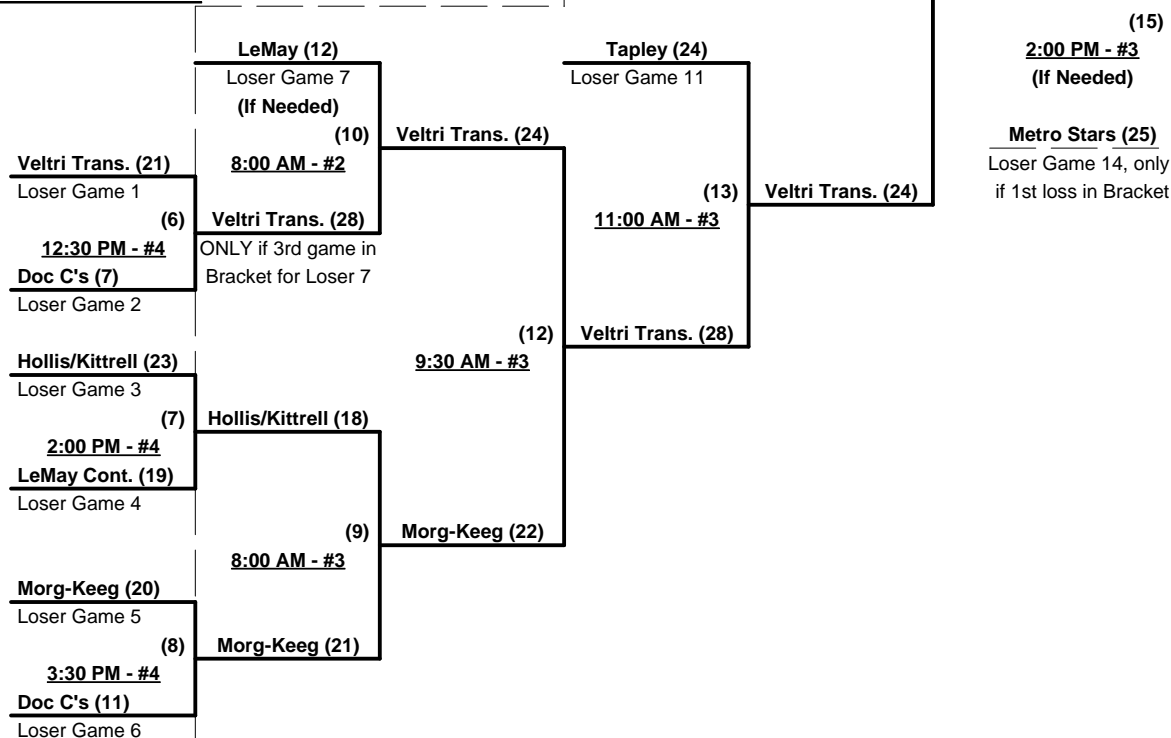 (15)
LeMay (12)
Tapley (24)
2:00 PM - #3
Loser Game 7
Loser Game 11
(If Needed)
(If Needed)
(10)
Veltri Trans. (24)
Metro Stars (25)
Veltri Trans. (21)
8:00 AM - #2
Loser Game 14, only
Loser Game 1
(13)
Veltri Trans. (24)
if 1st loss in Bracket
(6)
Veltri Trans. (28)
11:00 AM - #3
12:30 PM - #4
ONLY if 3rd game in
Doc C's (7)
Bracket for Loser 7
Loser Game 2
(12)
Veltri Trans. (28)
Hollis/Kittrell (23)
9:30 AM - #3
Loser Game 3
(7)
Hollis/Kittrell (18)
2:00 PM - #4
LeMay Cont. (19)
Loser Game 4
(9)
Morg-Keeg (22)
8:00 AM - #3
Morg-Keeg (20)
Loser Game 5
(8)
Morg-Keeg (21)
3:30 PM - #4
Doc C's (11)
Loser Game 6